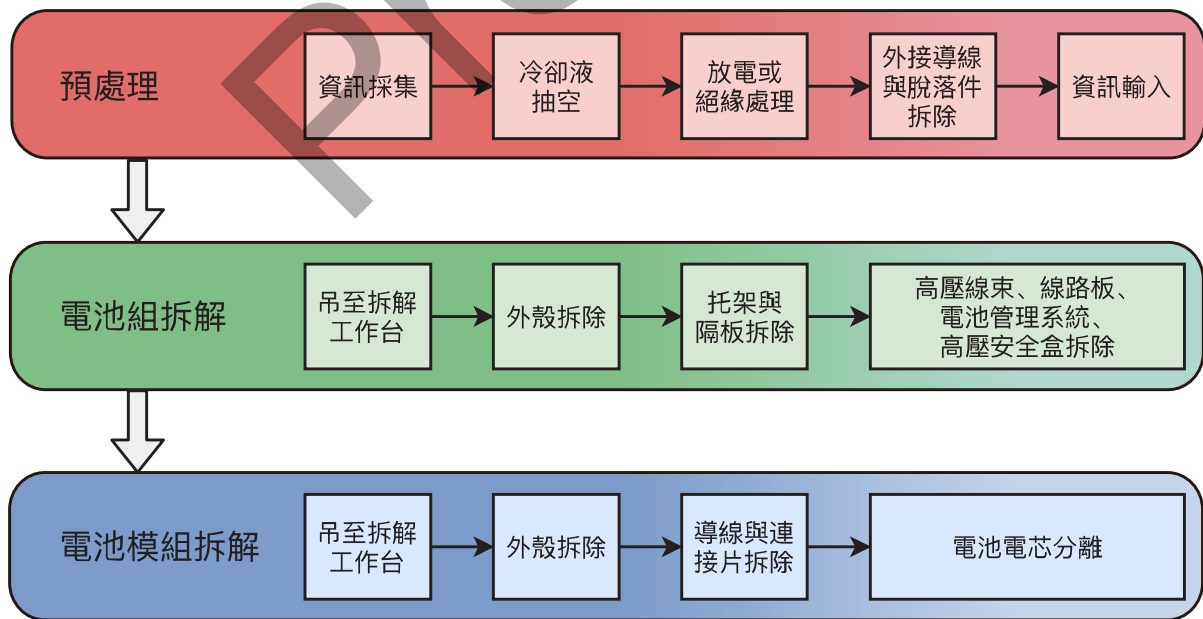 預處理
資訊採集
冷卻液
抽空
放電或
絕緣處理
外接導線
與脫落件
拆除
資訊輸入
電池組拆解
吊至拆解
工作台
外殼拆除
托架與
隔板拆除
高壓線束、線路板、
電池管理系統、
高壓安全盒拆除
電池模組拆解
吊至拆解
工作台
外殼拆除
導線與連
接片拆除
電池電芯分離